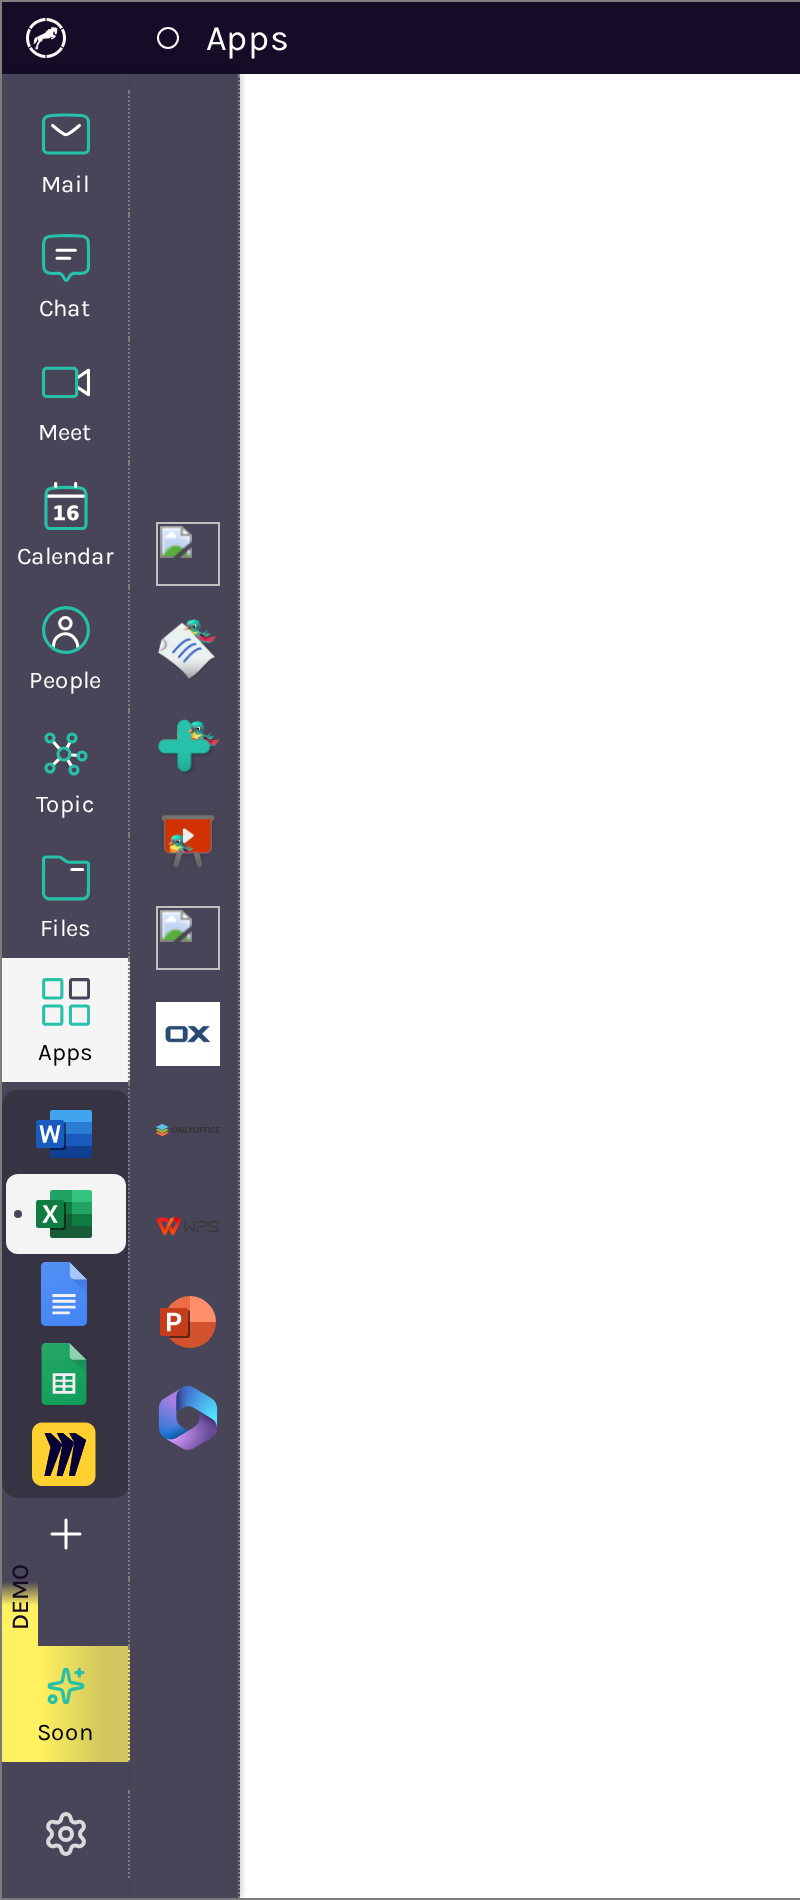 Apps
Mail
Chat
Meet
16
Calendar
People
Topic
Files
Apps
OX
W
ONLYOFFICE
X
WPS
P
DEMO
Soon